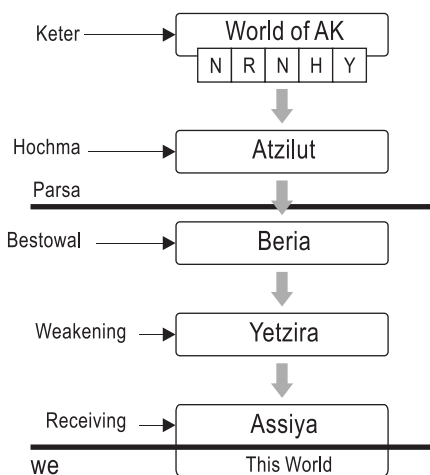 Keter World of AK
N R N H Y
Hochma Atzilut
Parsa
Bestowal Beria
Weakening Yetzira
Receiving Assiya
we This World